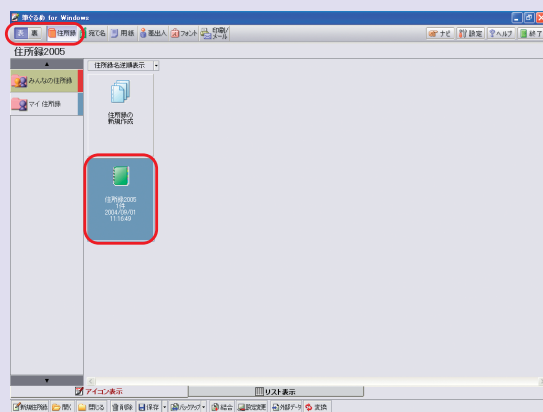 筆ぐるめ for Windows
表 裏 住所録 宛て名 用紙 差出人 フォント 印刷/メール ナビ 設定 ヘルプ 終了
住所録2005
住所録名逆順表示
みんなの住所録
マイ 住所録
住所録の
新規作成
住所録2005
1件
2004/09/01
11:16:49
アイコン表示 リスト表示
新規住所録 開く 閉じる 削除 保存 バックアップ 結合 設定変更 外部データ 変換